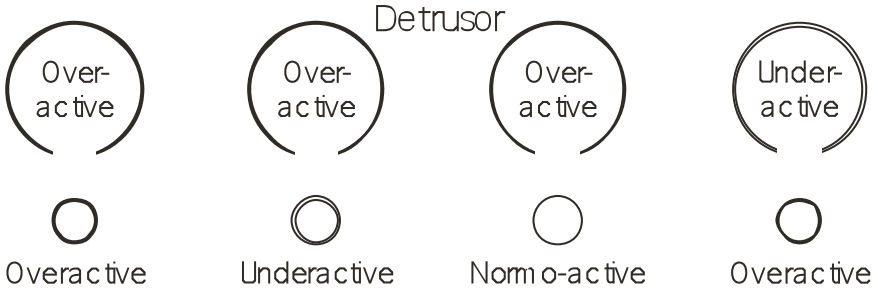 Detrusor
Over-
active
Over-
active
Over-
active
Under-
active
Overactive
Underactive
Normo-active
Overactive